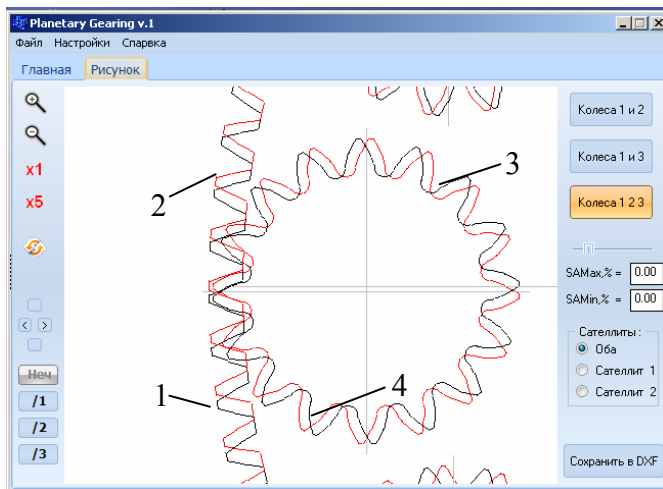 Planetary Gearing v.1
Файл Настройки Спарвка
Главная Рисунок
x1
x5
Неч
/1
/2
/3
2
3
1
4
Колеса 1 и 2
Колеса 1 и 3
Колеса 1 2 3
SAMax,% = 0.00
SAMin,% = 0.00
Сателлиты :
Оба
Сателлит 1
Сателлит 2
Сохранить в DXF